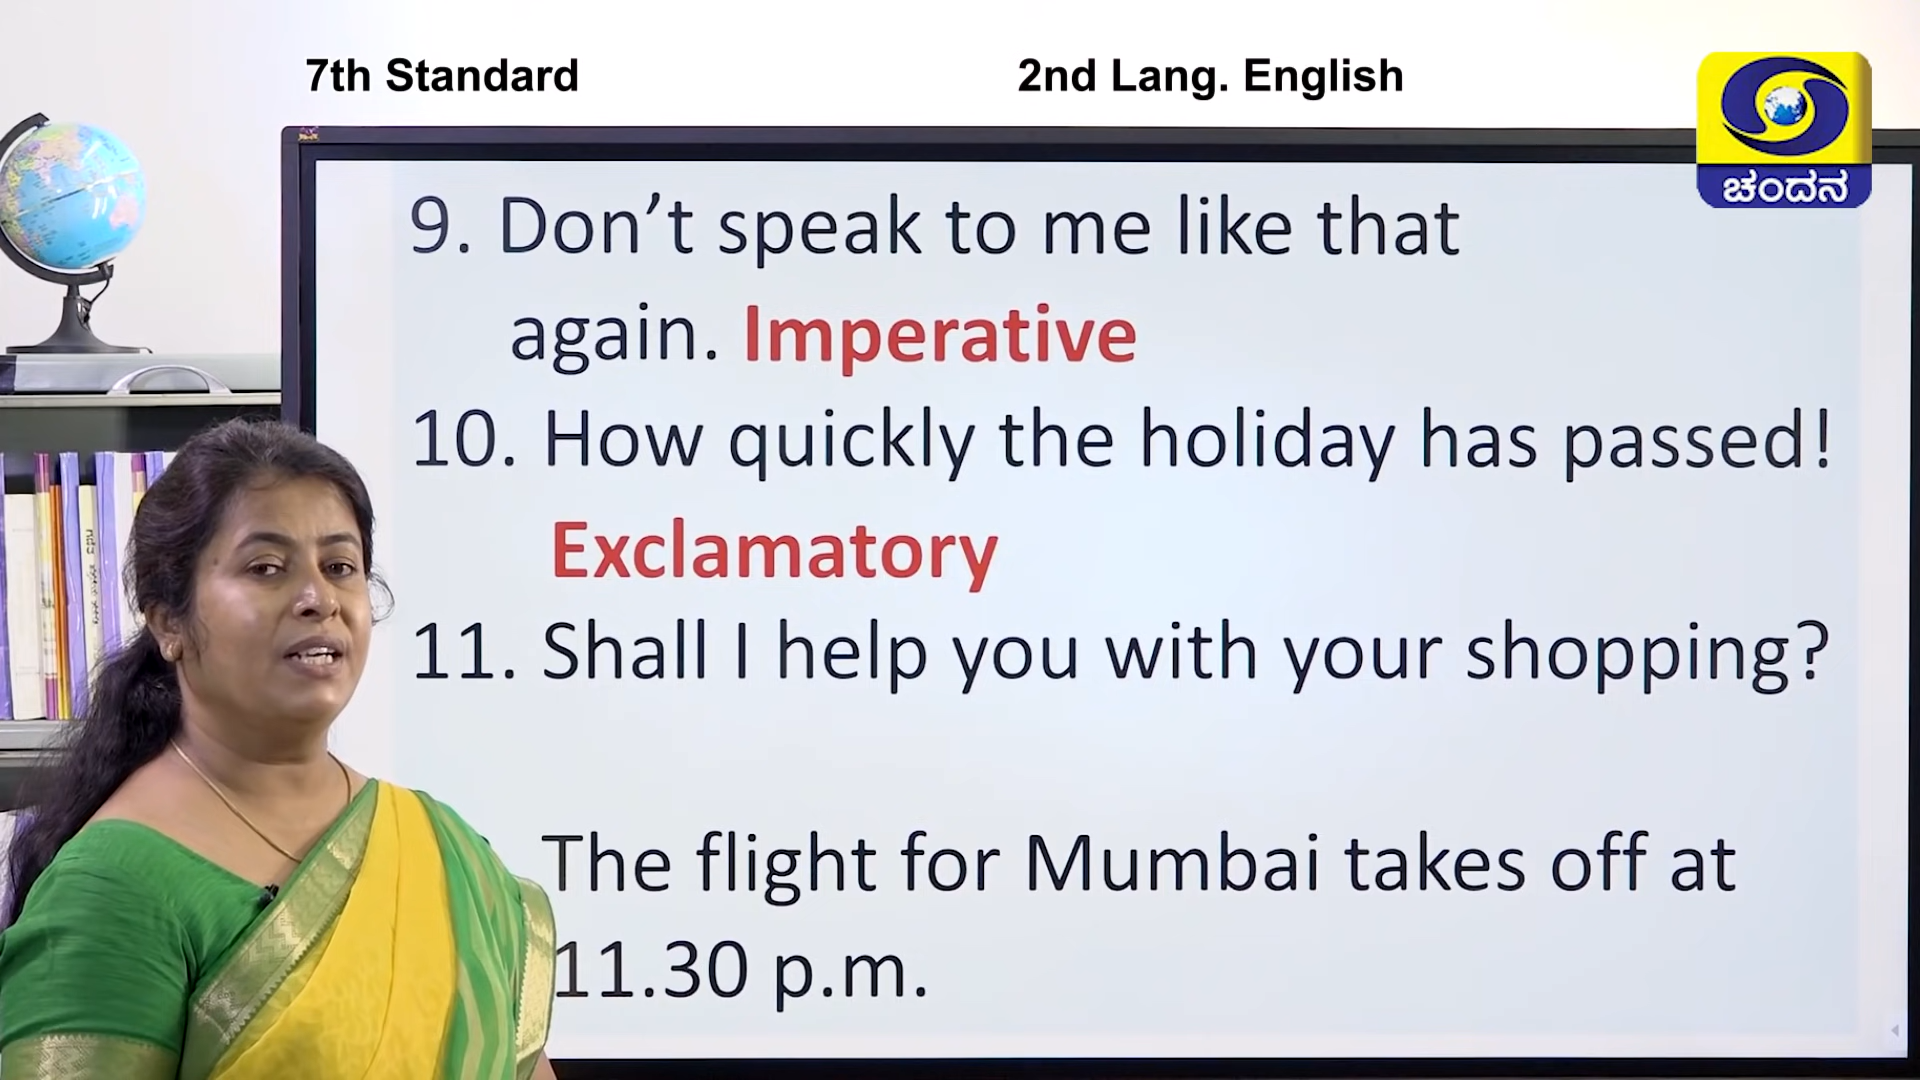 7th Standard
2nd Lang. English
ಚಂದನ
9. Don’t speak to me like that
again. Imperative
10. How quickly the holiday has passed!
Exclamatory
11. Shall I help you with your shopping?
The flight for Mumbai takes off at
11.30 p.m.